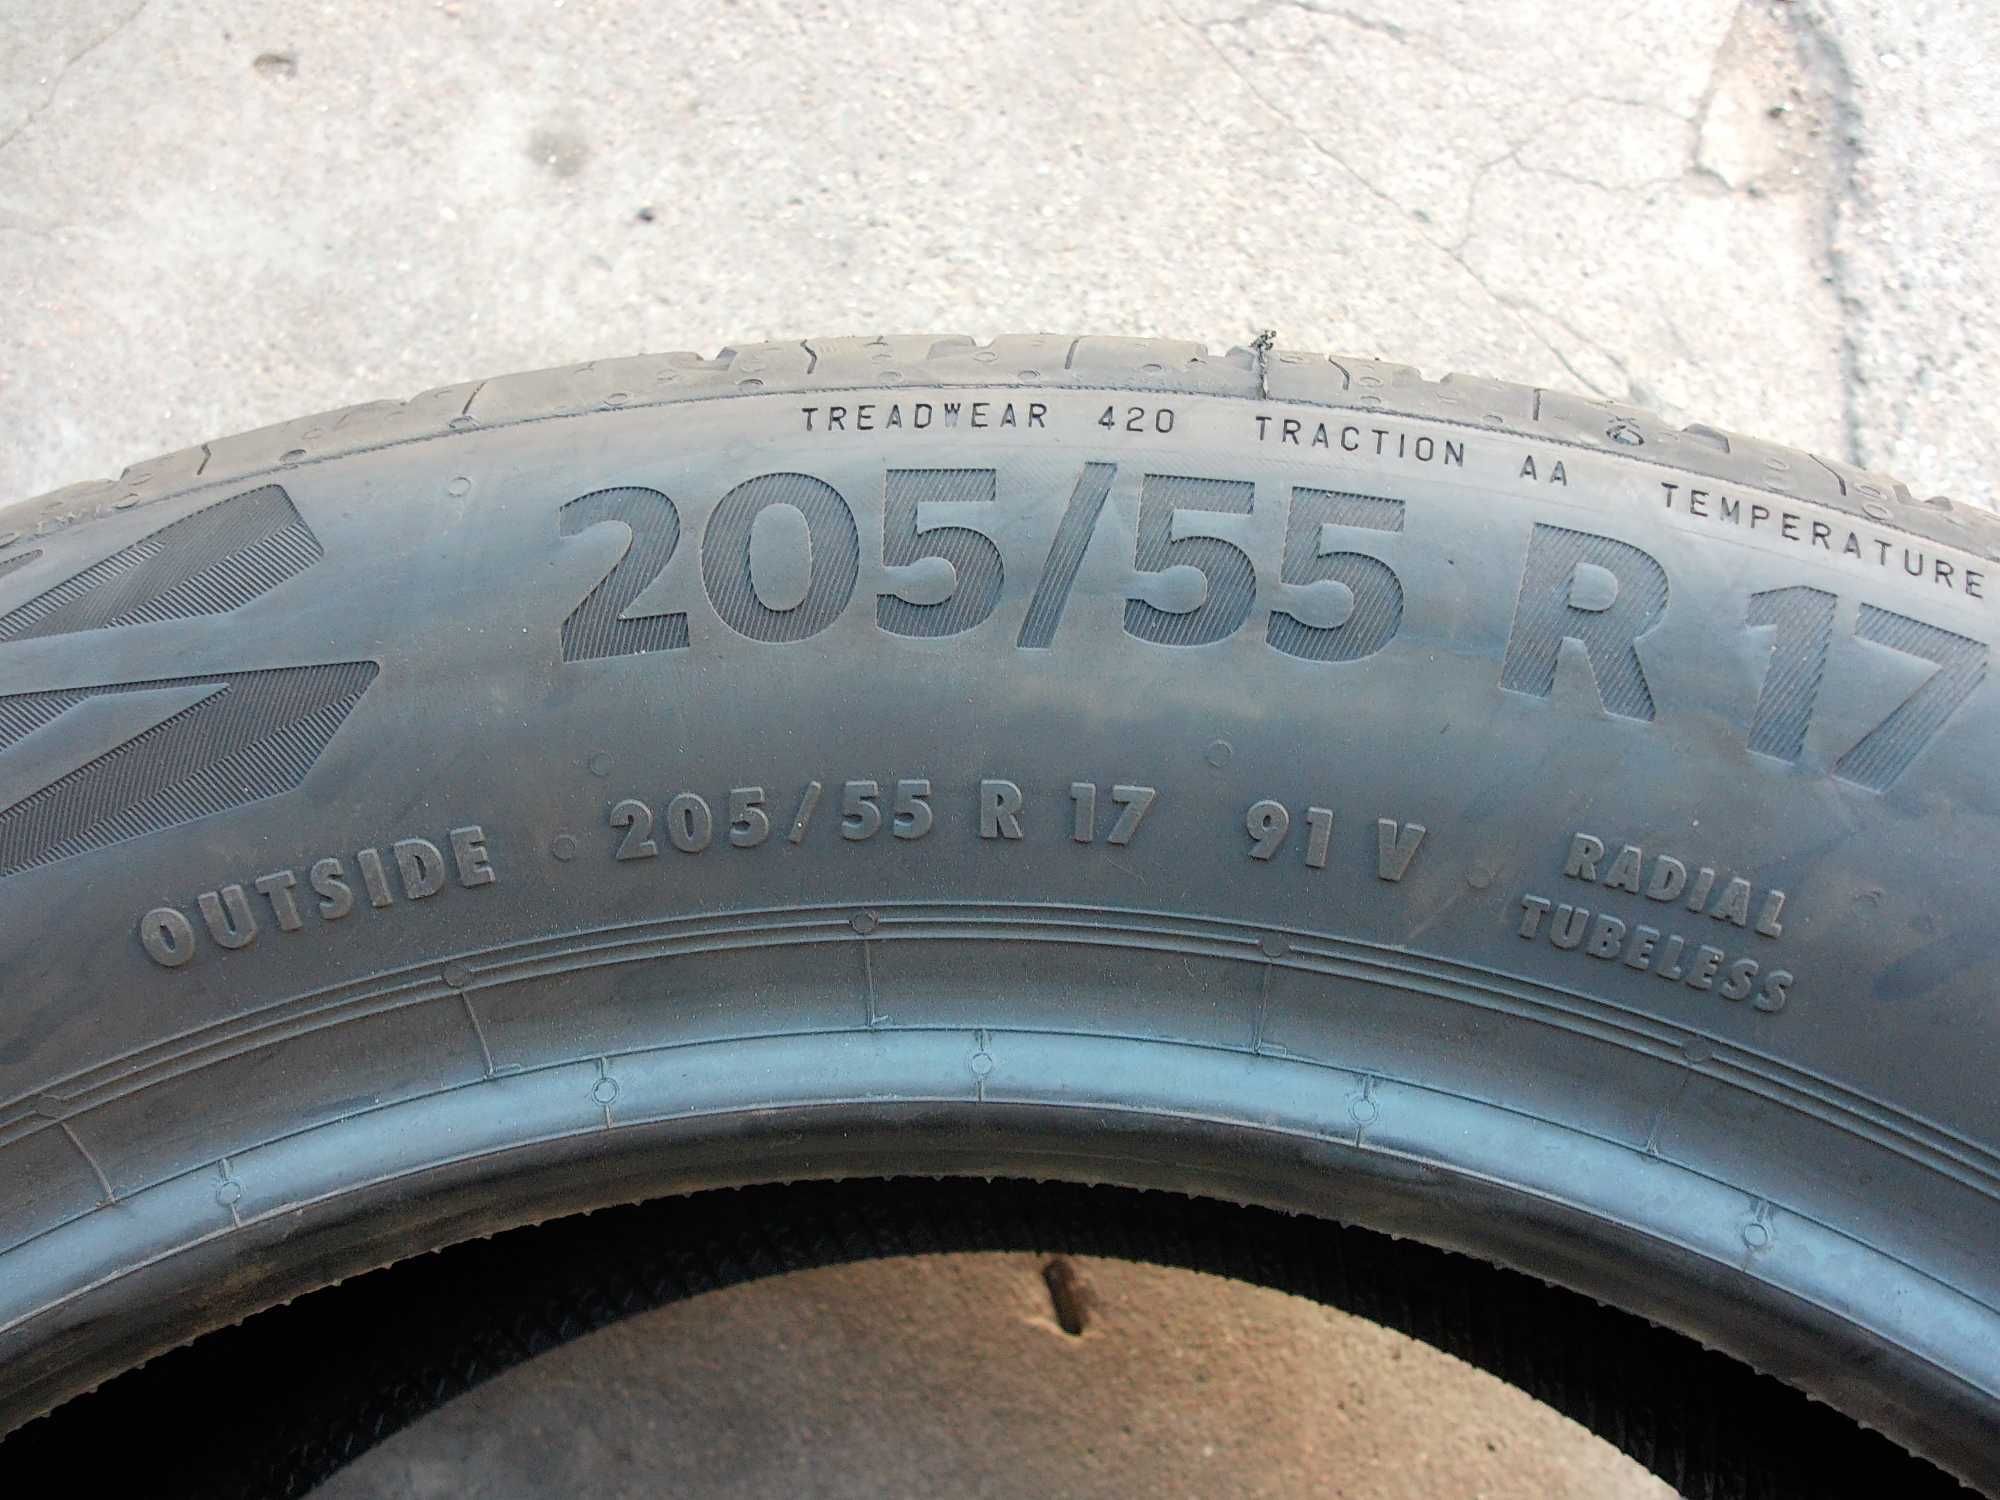 TREADWEAR 420 TRACTION AA TEMPERATURE
205/55 R 17
OUTSIDE 205/55 R 17 91 V RADIAL
TUBELESS